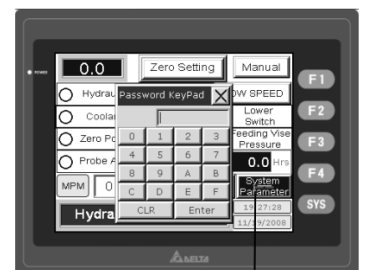 POWER
0.0
Zero Setting
Manual
F1
Hydrau
Password KeyPad
X
OW SPEED
Coola
Lower
Switch
F2
Zero Po
0 1 2 3
Feeding Vise
Pressure
F3
Probe A
4 5 6 7
0.0 Hrs
8 9 A B
F4
MPM
0
C D E F
System
Parameter
Hydra
CLR
Enter
19:27:28
SYS
11/19/2008
DELTA